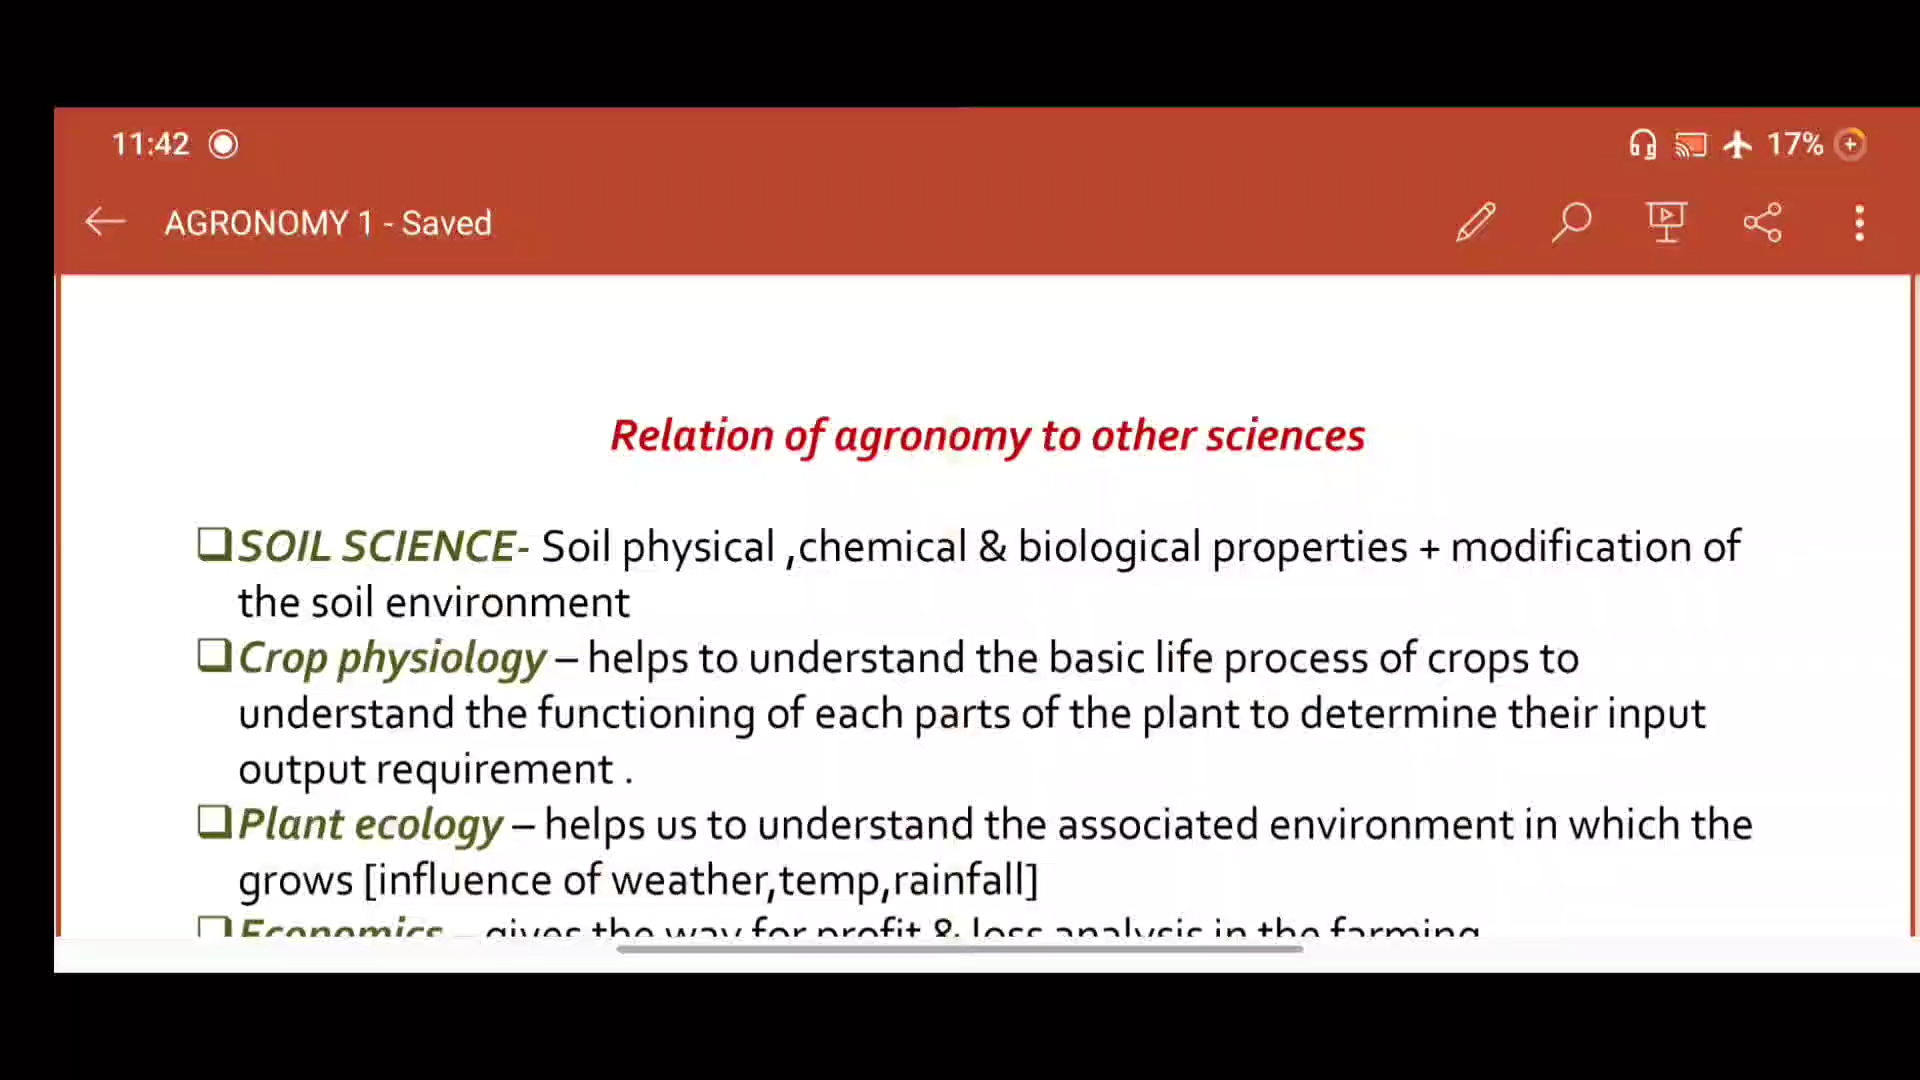 11:42
17%
AGRONOMY 1 - Saved
Relation of agronomy to other sciences
SOIL SCIENCE- Soil physical ,chemical & biological properties + modification of
the soil environment
Crop physiology – helps to understand the basic life process of crops to
understand the functioning of each parts of the plant to determine their input
output requirement .
Plant ecology – helps us to understand the associated environment in which the
grows [influence of weather,temp,rainfall]
Economics – gives the way for profit & loss analysis in the farming